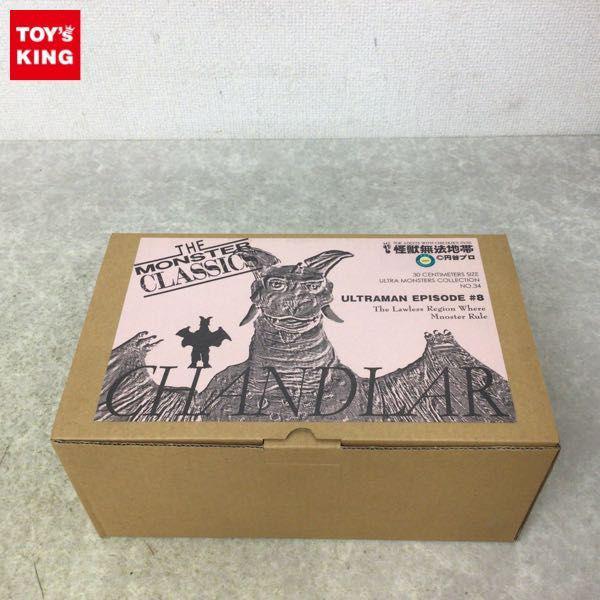 TOY's
KING
THE
MONSTER
CLASSICS
怪獣無法地帯
©円谷プロ
30 CENTIMETERS SIZE
ULTRA MONSTERS COLLECTION
NO.34
ULTRAMAN EPISODE #8
The Lawless Region Where
Mnoster Rule
CHANDLAR